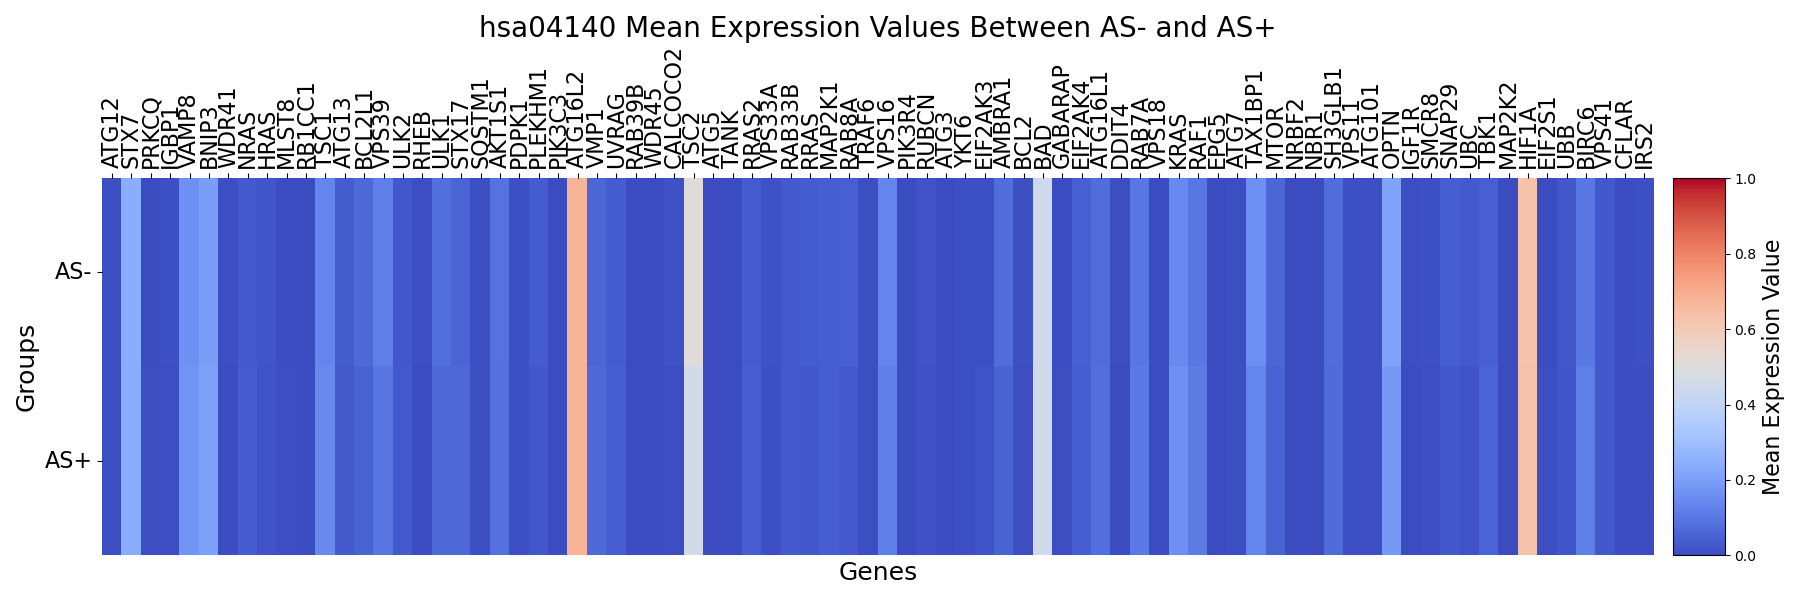 hsa04140 Mean Expression Values Between AS- and AS+
ATG12
STX7
PRKCQ
IGBP1
VAMP8
BNIP3
WDR41
NRAS
HRAS
MLST8
RB1CC1
TSC1
ATG13
BCL2L1
VPS39
ULK2
RHEB
ULK1
STX17
SQSTM1
AKT1S1
PDPK1
PLEKHM1
PIK3C3
ATG16L2
VMP1
UVRAG
RAB39B
WDR45
CALCOCO2
TSC2
ATG5
TANK
RRAS2
VPS33A
RAB33B
RRAS
MAP2K1
RAB8A
TRAF6
VPS16
PIK3R4
RUBCN
ATG3
YKT6
EIF2AK3
AMBRA1
BCL2
BAD
GABARAP
EIF2AK4
ATG16L1
DDIT4
RAB7A
VPS18
KRAS
RAF1
EPG5
ATG7
TAX1BP1
MTOR
NRBF2
NBR1
SH3GLB1
VPS11
ATG101
OPTN
IGF1R
SMCR8
SNAP29
UBC
TBK1
MAP2K2
HIF1A
EIF2S1
UBB
BIRC6
VPS41
CFLAR
IRS2
Groups
AS-
AS+
Genes
1.0
0.8
0.6
0.4
0.2
0.0
Mean Expression Value